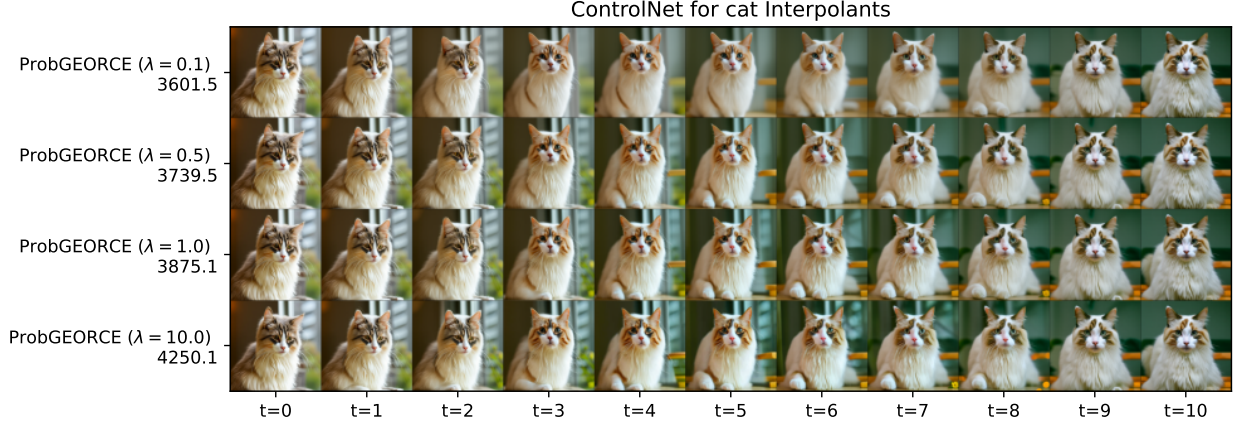 ControlNet for cat Interpolants
ProbGEORCE (λ = 0.1)
3601.5
ProbGEORCE (λ = 0.5)
3739.5
ProbGEORCE (λ = 1.0)
3875.1
ProbGEORCE (λ = 10.0)
4250.1
t=0 t=1 t=2 t=3 t=4 t=5 t=6 t=7 t=8 t=9 t=10